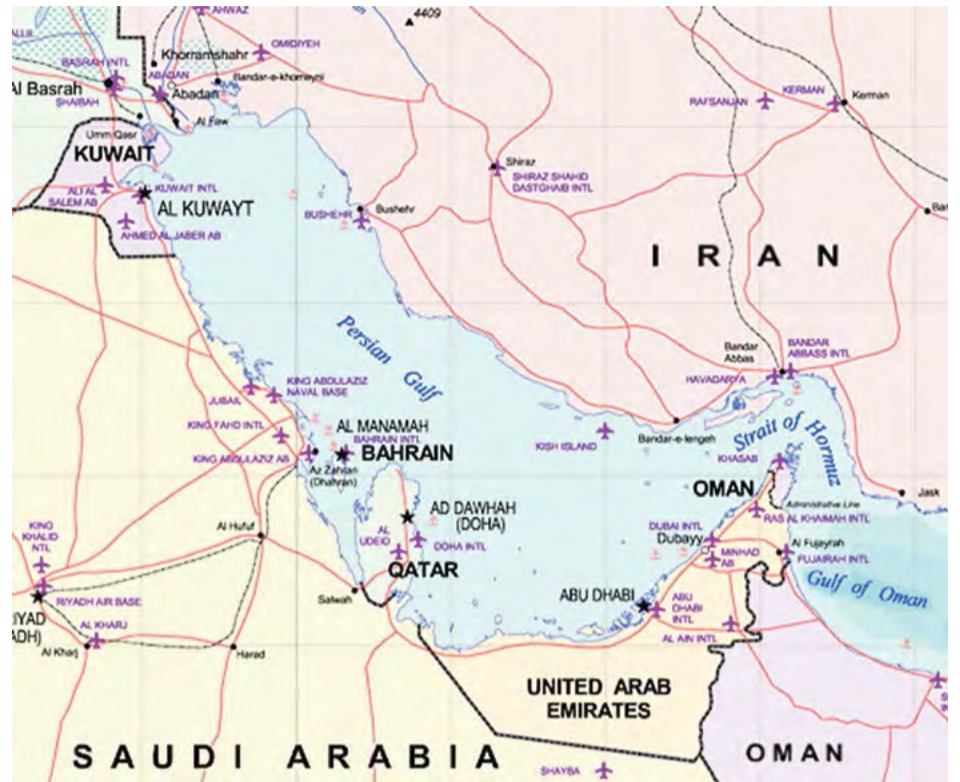 AHWAZ
4409
Khorramshahr
OMIDIYEH
BASRAH INTL
ABADAN
Bandar-e-khomeyni
Al Basrah
SHAIBAH
Abadan
RAFSANJAN
KERMAN
Kerman
Umm Qasr
Al Faw
KUWAIT
Shiraz
SHIRAZ SHAHID
DASTGHAIB INTL
ALI AL
SALEM AB
KUWAIT INTL
AL KUWAYT
BUSHEHR
Bushehr
AHMED AL JABER AB
I R A N
Persian Gulf
Bandar
Abbas
BANDAR
ABBASS INTL
HAVADARYA
JUBAIL
KING ABDULAZIZ
NAVAL BASE
KING FAHD INTL
AL MANAMAH
BAHRAIN INTL
BAHRAIN
KISH ISLAND
Bandar-e-lengeh
Strait of Hormuz
KING ABDULAZIZ AB
Az Zahran
(Dhahran)
KHASAB
OMAN
Jask
Administrative Line
RAS AL KHAIMAH INTL
AD DAWHAH
(DOHA)
KING
KHALID
NTL
Al Hufuf
AL
UDEID
DOHA INTL
DUBAI INTL
Dubayy
MINHAD
AB
Al Fujayrah
FUJAIRAH INTL
QATAR
Gulf of Oman
RIYADH AIR BASE
IYAD
ADH)
Salwah
ABU DHABI
ABU
DHABI
INTL
AL KHARJ
AL AIN INTL
Al Kharj
Harad
UNITED ARAB
EMIRATES
SAUDI ARABIA
OMAN
SHAYBA